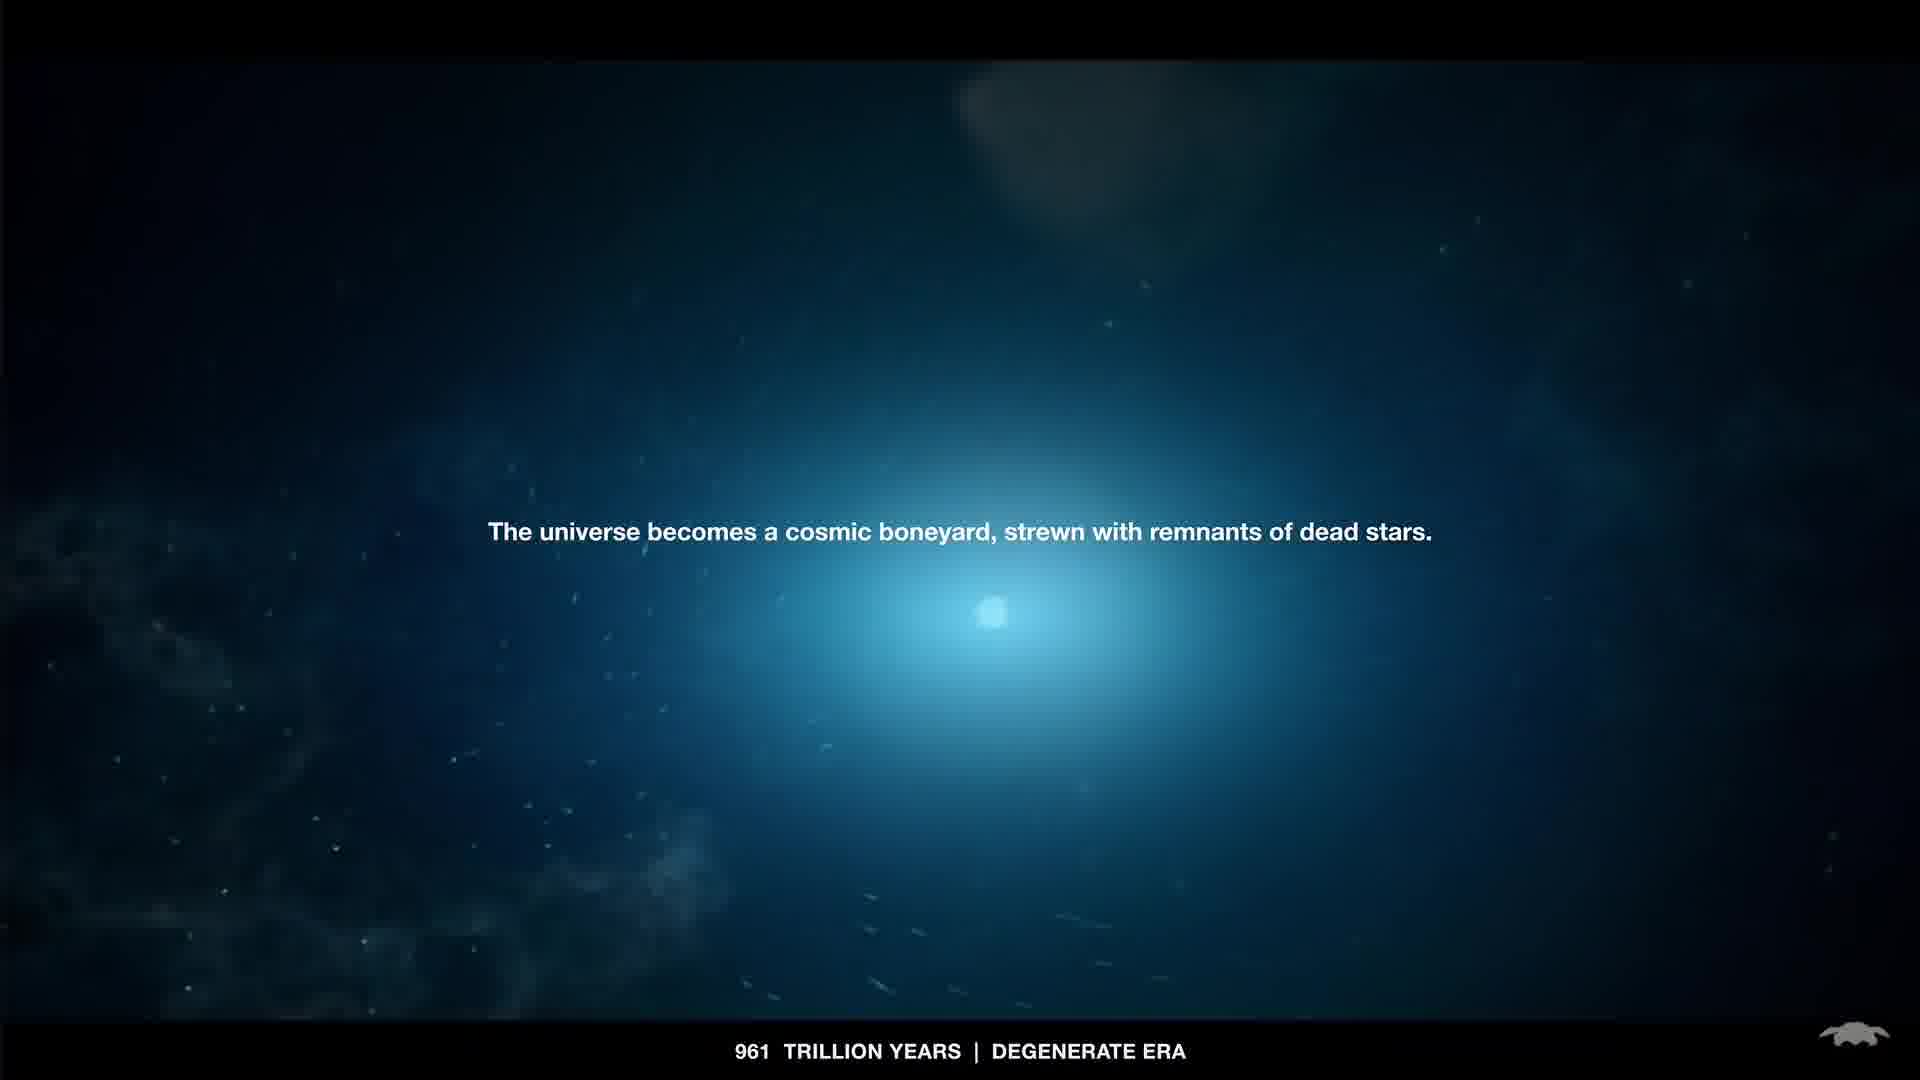 The universe becomes a cosmic boneyard, strewn with remnants of dead stars.
961 TRILLION YEARS | DEGENERATE ERA